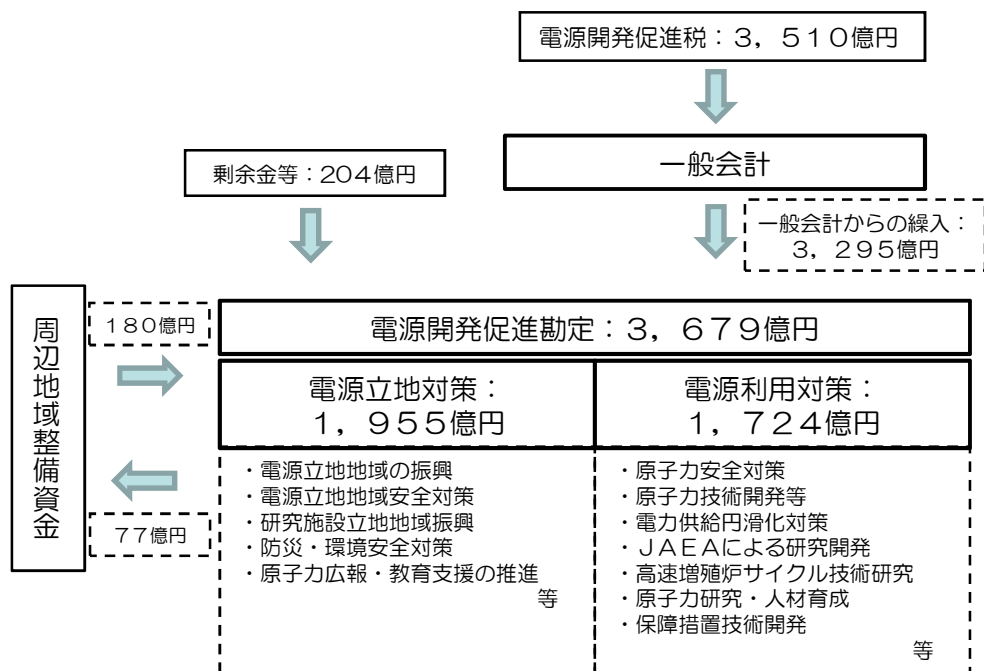 電源開発促進税：３，５１０億円
一般会計
剰余金等：２０４億円
一般会計からの繰入：
３，２９５億円
周辺地域整備資金
１８０億円
７７億円
電源開発促進勘定：３，６７９億円
電源立地対策：
１，９５５億円
・電源立地地域の振興
・電源立地地域安全対策
・研究施設立地地域振興
・防災・環境安全対策
・原子力広報・教育支援の推進
等
電源利用対策：
１，７２４億円
・原子力安全対策
・原子力技術開発等
・電力供給円滑化対策
・ＪＡＥＡによる研究開発
・高速増殖炉サイクル技術研究
・原子力研究・人材育成
・保障措置技術開発
等